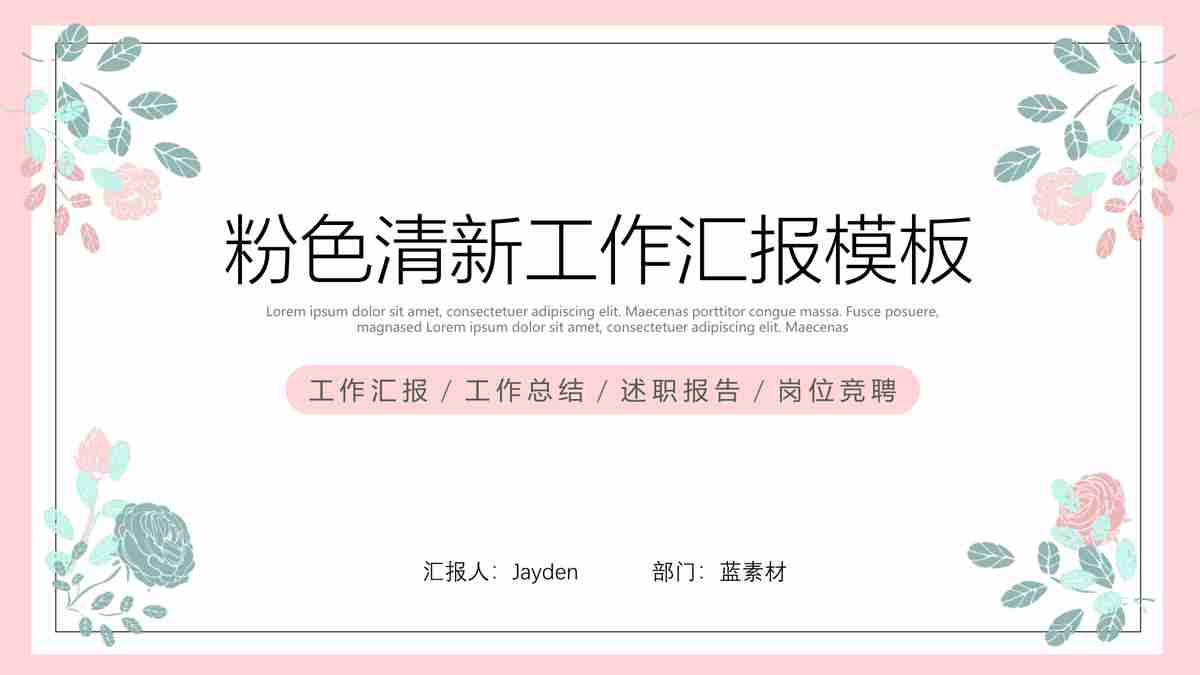 粉色清新工作汇报模板
Lorem ipsum dolor sit amet, consectetuer adipiscing elit. Maecenas porttitor congue massa. Fusce posuere,
magnased Lorem ipsum dolor sit amet, consectetuer adipiscing elit. Maecenas
工作汇报 / 工作总结 / 述职报告 / 岗位竞聘
汇报人：Jayden 部门：蓝素材